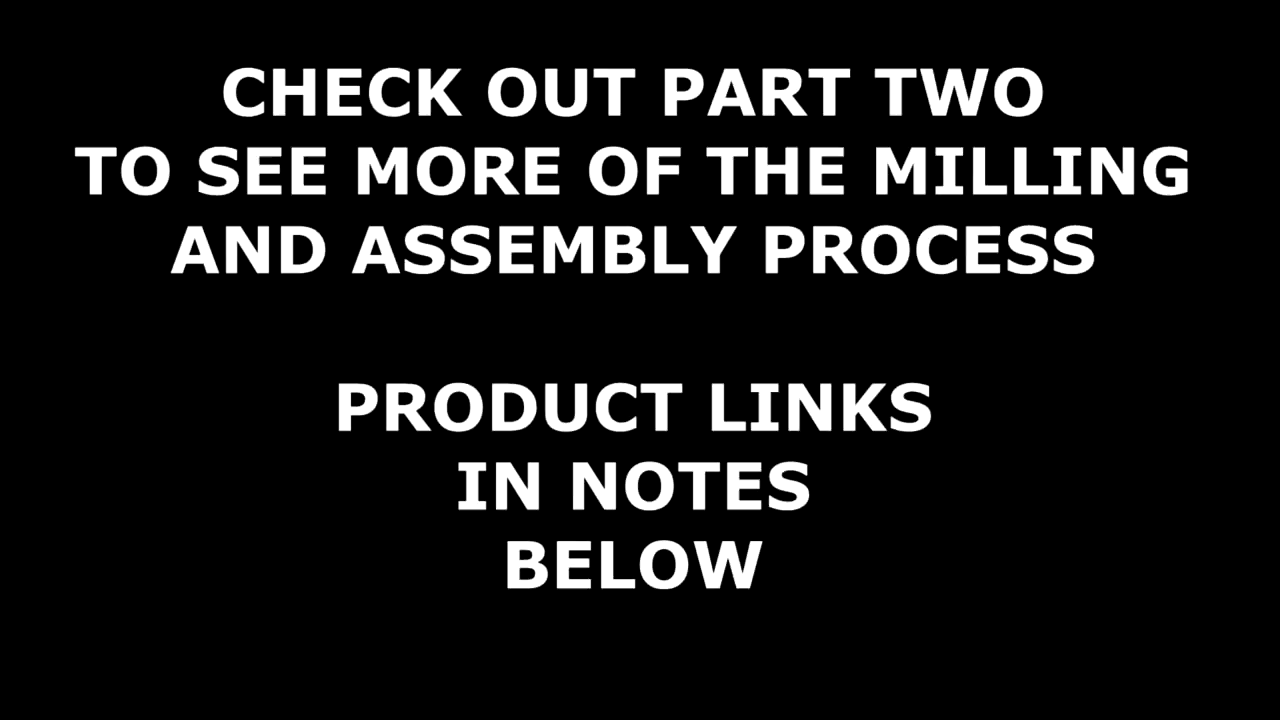 CHECK OUT PART TWO
TO SEE MORE OF THE MILLING
AND ASSEMBLY PROCESS
PRODUCT LINKS
IN NOTES
BELOW